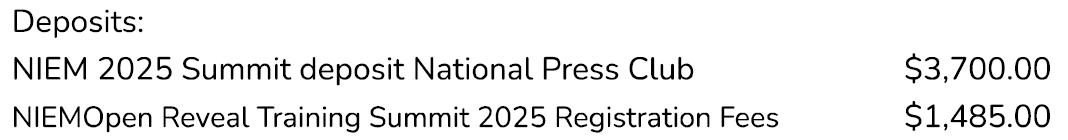 Deposits:
NIEM 2025 Summit deposit National Press Club $3,700.00
NIEMOpen Reveal Training Summit 2025 Registration Fees $1,485.00